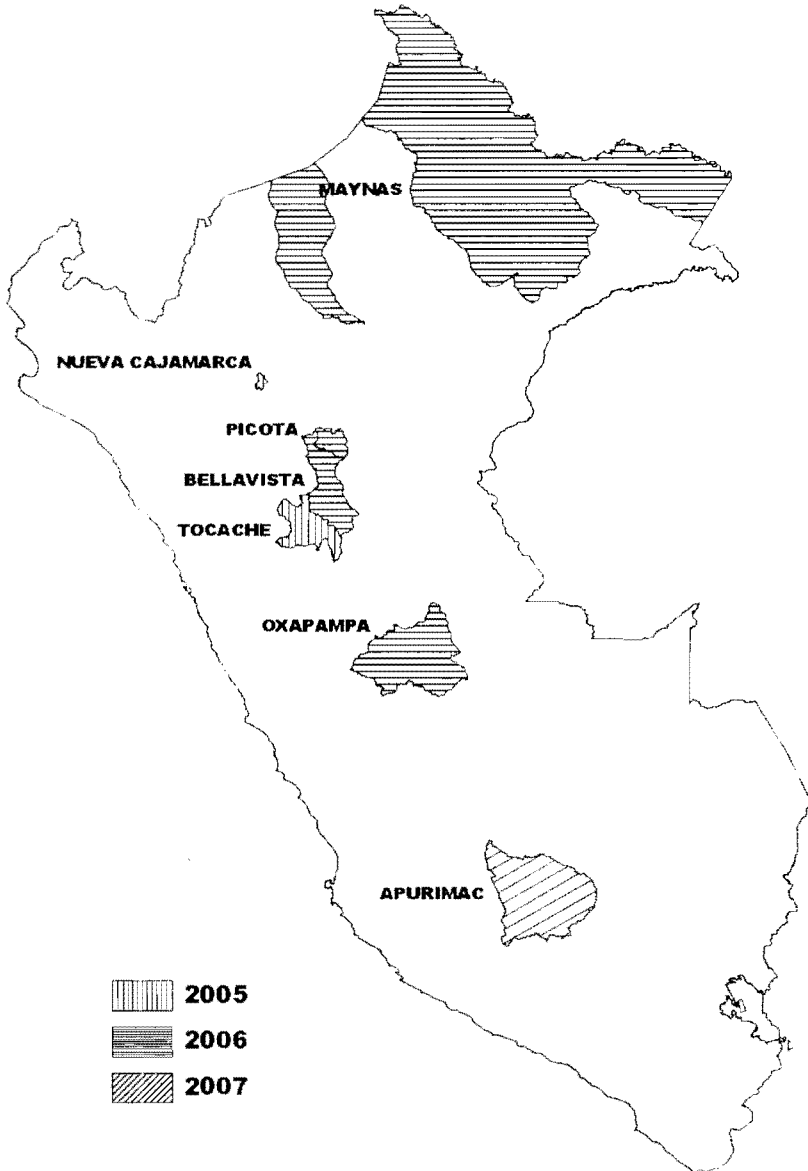 MAYNAS
NUEVA CAJAMARCA
PICOTA
BELLAVISTA
TOCACHE
OXAPAMPA
APURIMAC
2005
2006
2007